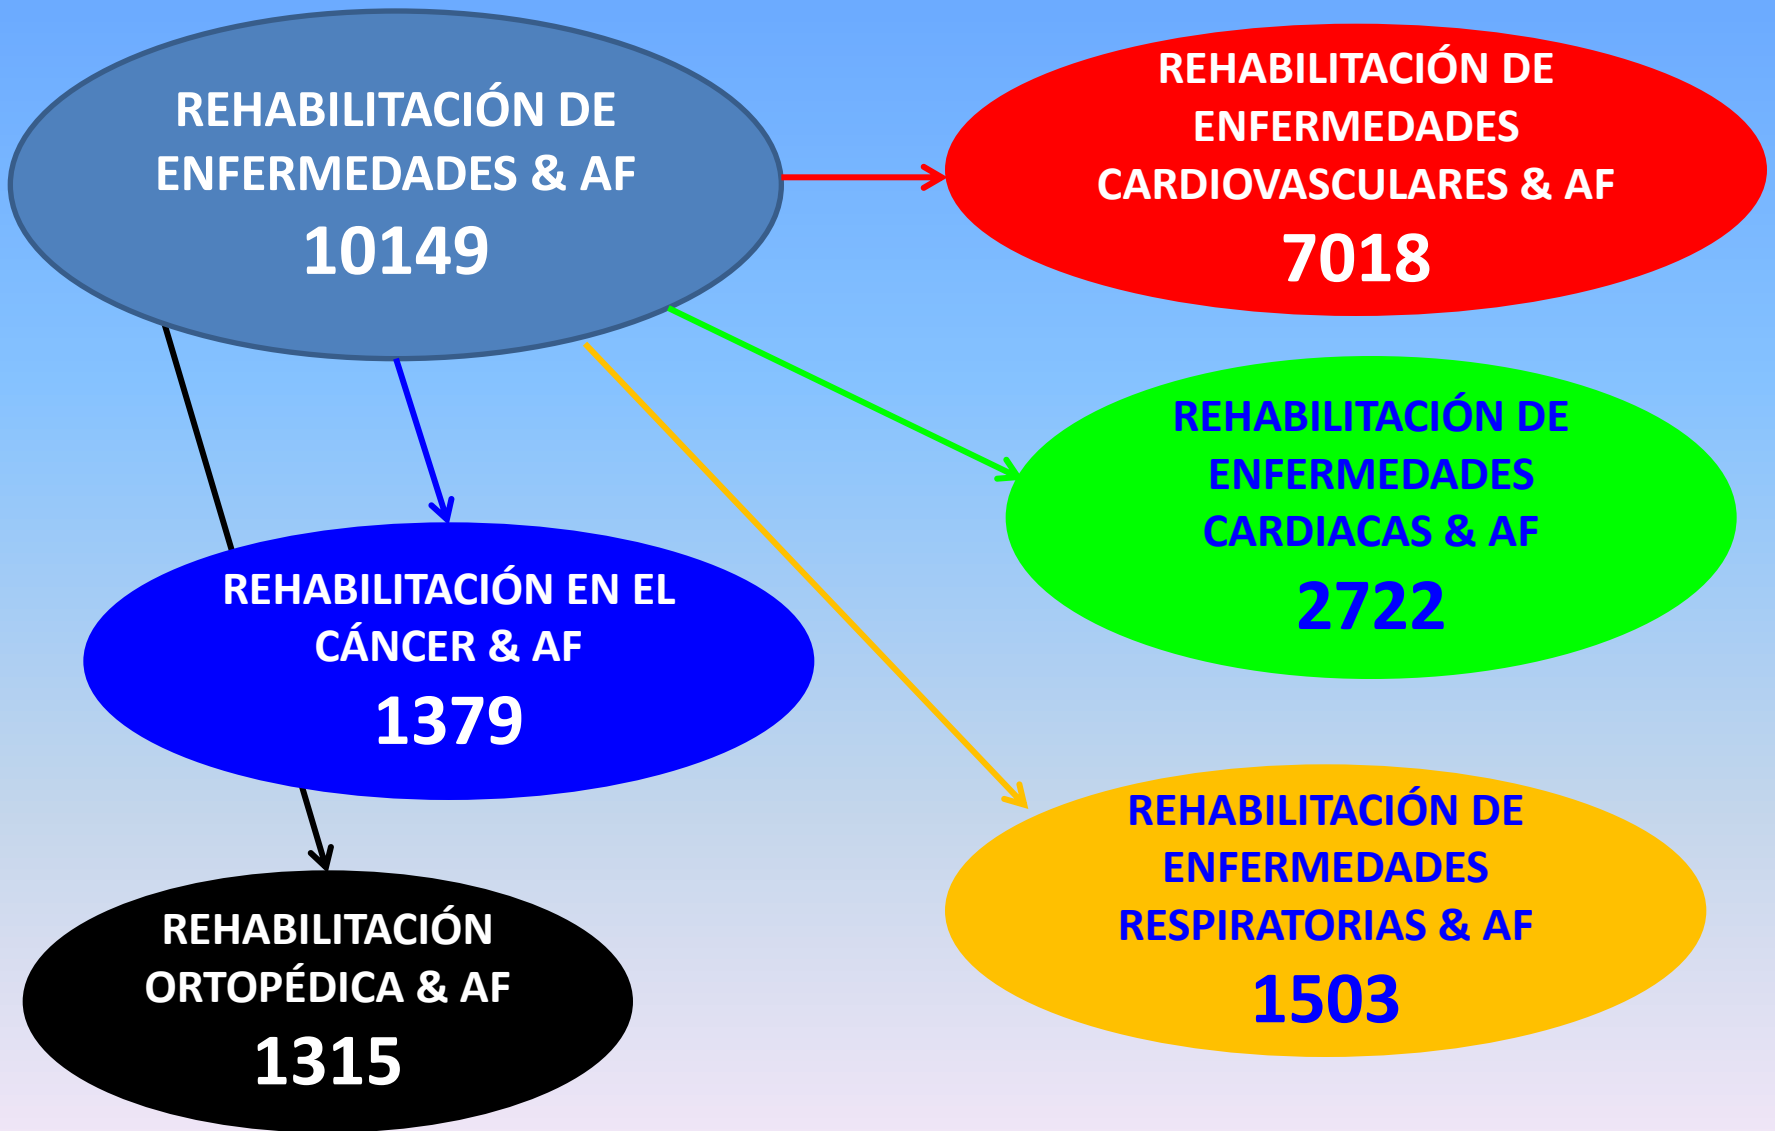 REHABILITACIÓN DE
ENFERMEDADES & AF
10149
REHABILITACIÓN DE
ENFERMEDADES
CARDIOVASCULARES & AF
7018
REHABILITACIÓN DE
ENFERMEDADES
CARDIACAS & AF
2722
REHABILITACIÓN EN EL
CÁNCER & AF
1379
REHABILITACIÓN DE
ENFERMEDADES
RESPIRATORIAS & AF
1503
REHABILITACIÓN
ORTOPÉDICA & AF
1315